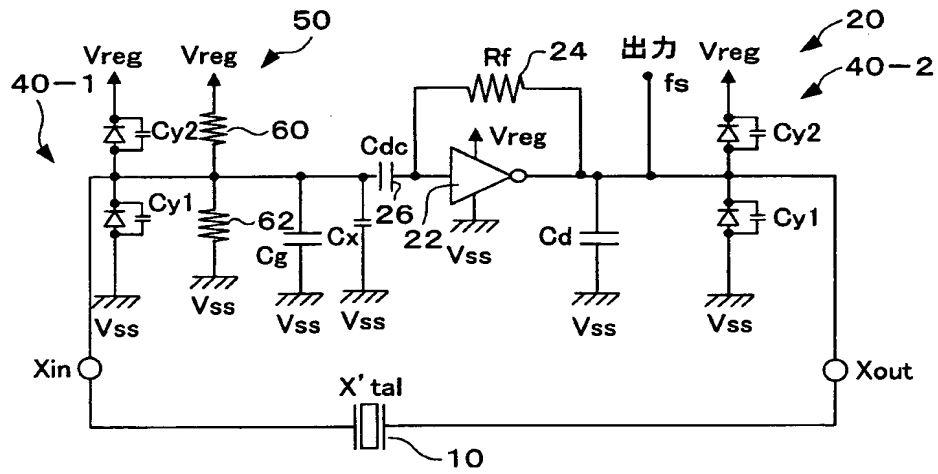 50
20
Vreg
Vreg
Rf
24
出力
Vreg
40-1
fs
40-2
Cy2
60
Vreg
Cy2
Cdc
Cy1
62
26
22
Cy1
Cg
Cx
Vss
Cd
Vss
Vss
Vss
Vss
Vss
Vss
Xin
X'tal
Xout
10